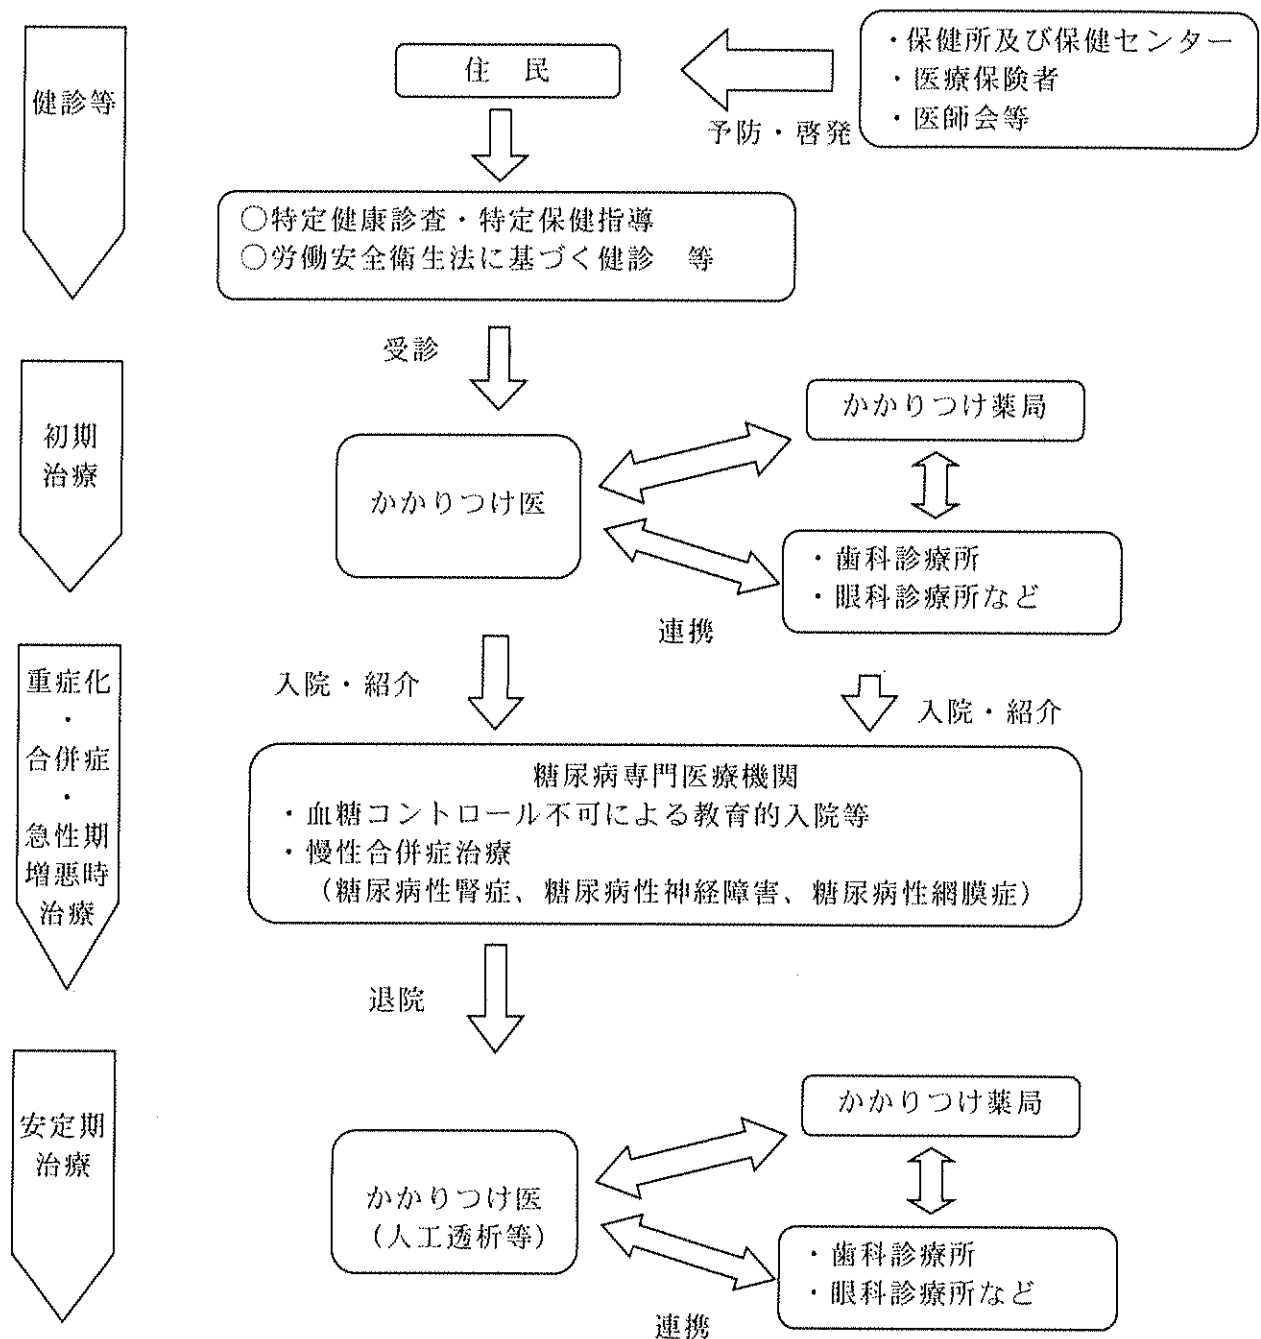 健診等
住　民
・保健所及び保健センター
・医療保険者
・医師会等
予防・啓発
○特定健康診査・特定保健指導
○労働安全衛生法に基づく健診　等
受診
初期
治療
かかりつけ医
かかりつけ薬局
・歯科診療所
・眼科診療所など
連携
重症化
・
合併症
・
急性期
増悪時
治療
入院・紹介
入院・紹介
糖尿病専門医療機関
・血糖コントロール不可による教育的入院等
・慢性合併症治療
（糖尿病性腎症、糖尿病性神経障害、糖尿病性網膜症）
退院
安定期
治療
かかりつけ医
（人工透析等）
かかりつけ薬局
・歯科診療所
・眼科診療所など
連携